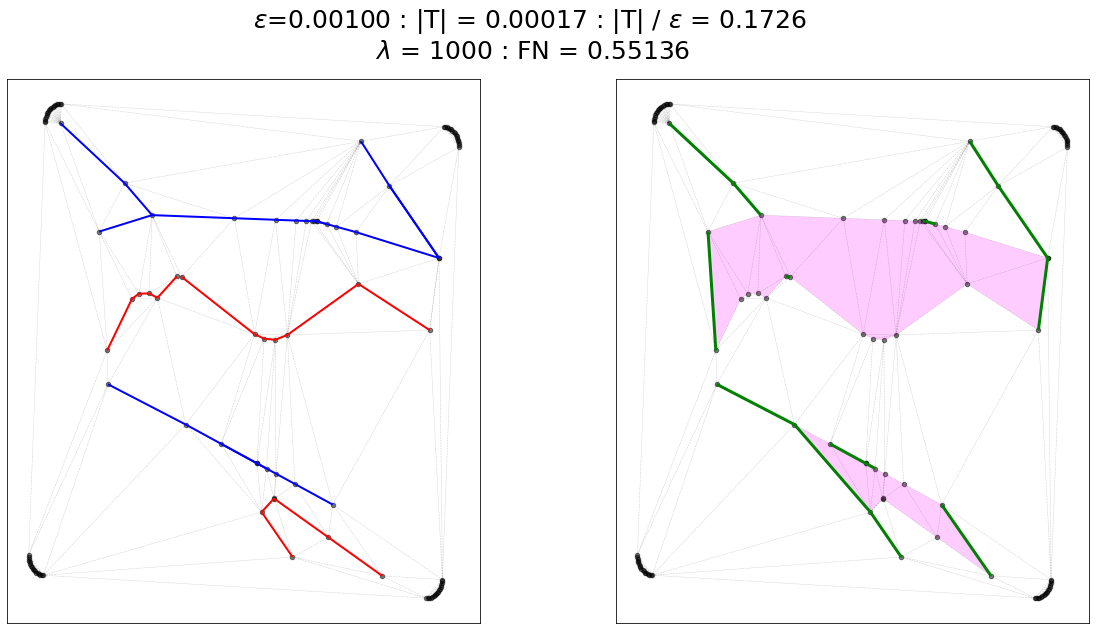 ε=0.00100 : |T| = 0.00017 : |T| / ε = 0.1726
λ = 1000 : FN = 0.55136